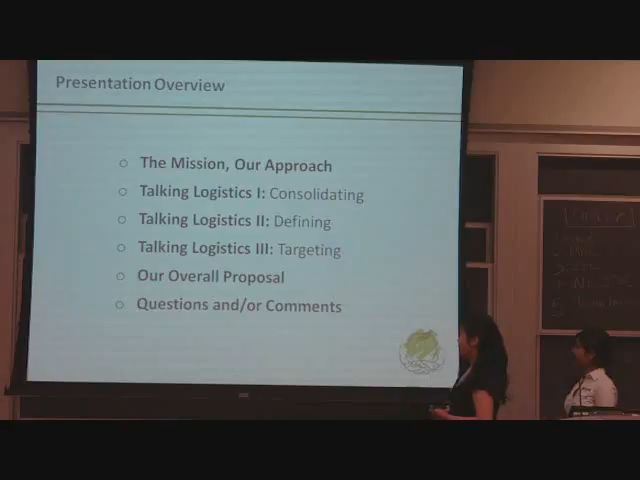 Presentation Overview
The Mission, Our Approach
Talking Logistics I: Consolidating
Talking Logistics II: Defining
Talking Logistics III: Targeting
Our Overall Proposal
Questions and/or Comments